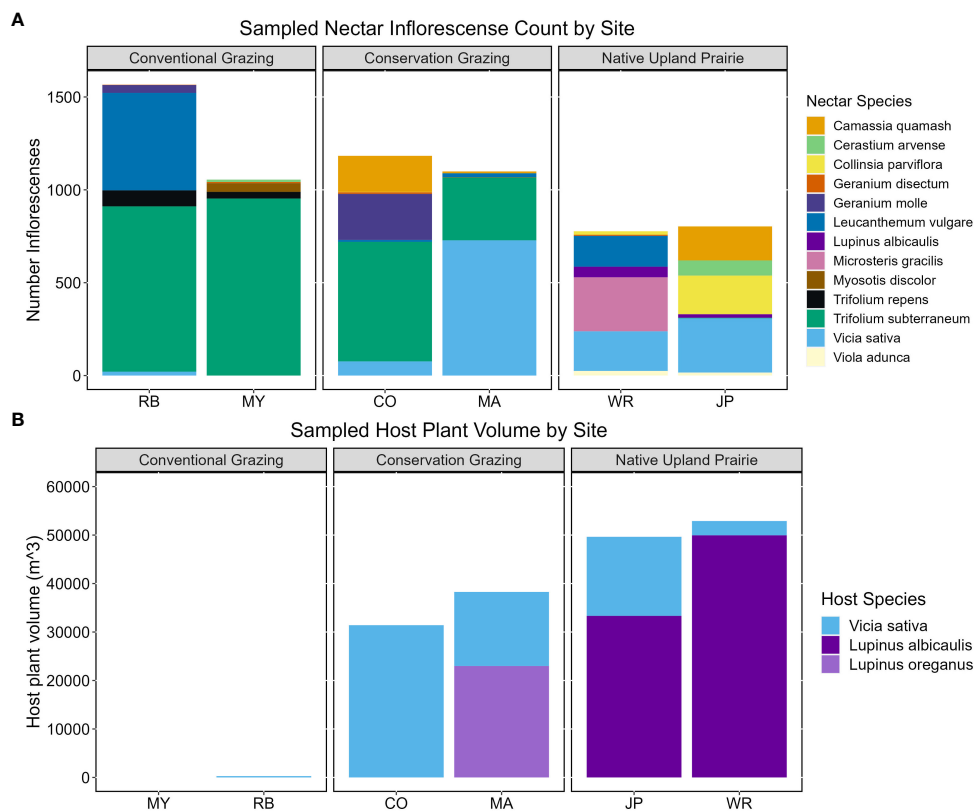 A
Sampled Nectar Inflorescense Count by Site
Conventional Grazing
Conservation Grazing
Native Upland Prairie
Number Inflorescenses
1500
1000
500
0
RB
MY
CO
MA
WR
JP
Nectar Species
Camassia quamash
Cerastium arvense
Collinsia parviflora
Geranium disectum
Geranium molle
Leucanthemum vulgare
Lupinus albicaulis
Microsteris gracilis
Myosotis discolor
Trifolium repens
Trifolium subterraneum
Vicia sativa
Viola adunca
B
Sampled Host Plant Volume by Site
Conventional Grazing
Conservation Grazing
Native Upland Prairie
Host plant volume (m^3)
60000
50000
40000
30000
20000
10000
0
MY
RB
CO
MA
JP
WR
Host Species
Vicia sativa
Lupinus albicaulis
Lupinus oreganus